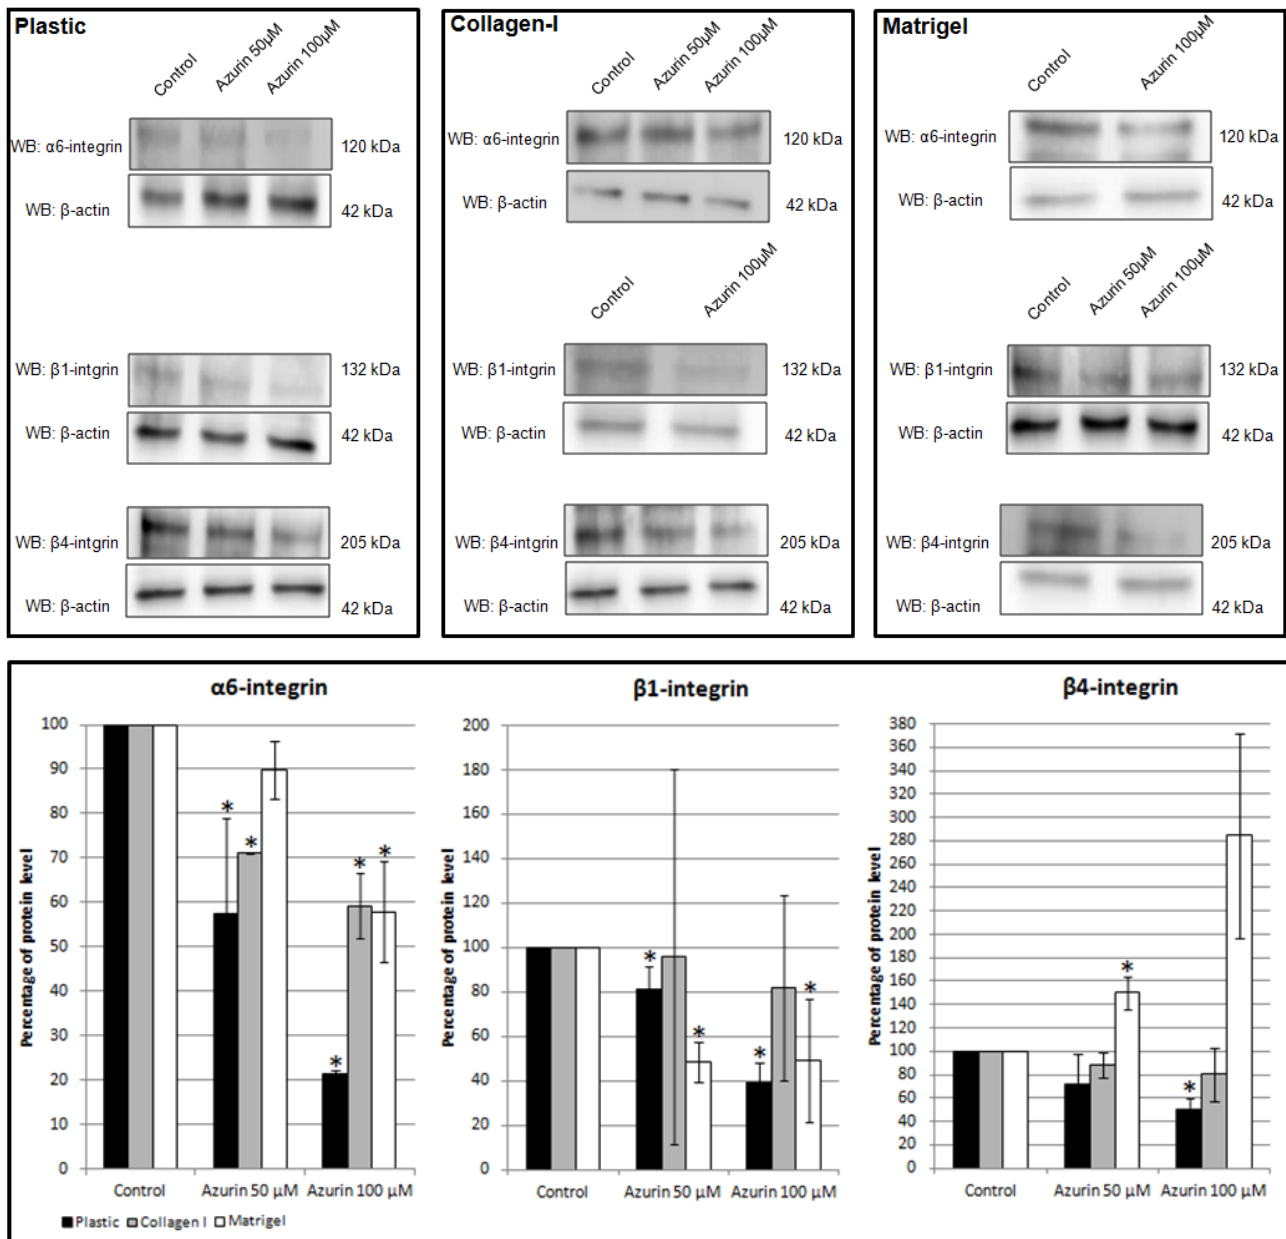 Plastic
Control
Azurin 50µM
Azurin 100µM
WB: α6-integrin
120 kDa
WB: β-actin
42 kDa
WB: β1-intgrin
132 kDa
WB: β-actin
42 kDa
WB: β4-intgrin
205 kDa
WB: β-actin
42 kDa
Collagen-I
Control
Azurin 50µM
Azurin 100µM
WB: α6-integrin
120 kDa
WB: β-actin
42 kDa
Control
Azurin 100µM
WB: β1-intgrin
132 kDa
WB: β-actin
42 kDa
WB: β4-intgrin
205 kDa
WB: β-actin
42 kDa
Matrigel
Control
Azurin 100µM
WB: α6-integrin
120 kDa
WB: β-actin
42 kDa
Control
Azurin 50µM
Azurin 100µM
WB: β1-intgrin
132 kDa
WB: β-actin
42 kDa
WB: β4-intgrin
205 kDa
WB: β-actin
42 kDa
α6-integrin
Percentage of protein level
100
90
80
70
60
50
40
30
20
10
0
* * * * *
Control Azurin 50 µM Azurin 100 µM
Plastic Collagen I Matrigel
β1-integrin
Percentage of protein level
200
180
160
140
120
100
80
60
40
20
0
* * * *
Control Azurin 50 µM Azurin 100 µM
β4-integrin
Percentage of protein level
380
360
340
320
300
280
260
240
220
200
180
160
140
120
100
80
60
40
20
0
* *
Control Azurin 50 µM Azurin 100 µM